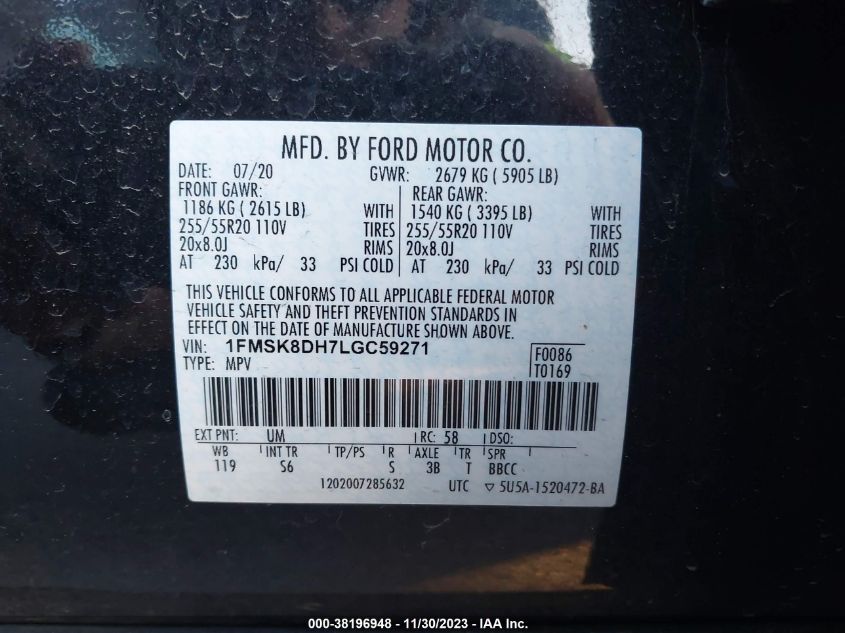 MFD. BY FORD MOTOR CO.
DATE: 07/20 GVWR: 2679 KG ( 5905 LB)
FRONT GAWR: REAR GAWR:
1186 KG ( 2615 LB) WITH 1540 KG ( 3395 LB) WITH
255/55R20 110V TIRES 255/55R20 110V TIRES
20x8.0J RIMS 20x8.0J RIMS
AT 230 kPa/ 33 PSI COLD AT 230 kPa/ 33 PSI COLD
THIS VEHICLE CONFORMS TO ALL APPLICABLE FEDERAL MOTOR
VEHICLE SAFETY AND THEFT PREVENTION STANDARDS IN
EFFECT ON THE DATE OF MANUFACTURE SHOWN ABOVE.
VIN: 1FMSK8DH7LGC59271 F0086
TYPE: MPV T0169
EXT PNT: UM RC: 58 DSO:
WB INT TR TP/PS R AXLE TR SPR
119 S6 S 3B T BBCC
1202007285632 UTC ▽ 5U5A-1520472-BA
000-38196948 - 11/30/2023 - IAA Inc.